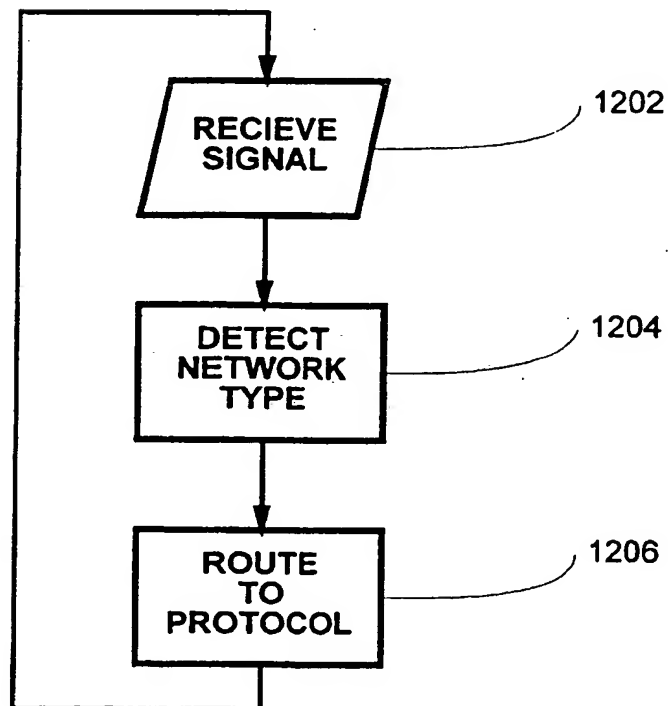 RECIEVE
SIGNAL
1202
DETECT
NETWORK
TYPE
1204
ROUTE
TO
PROTOCOL
1206